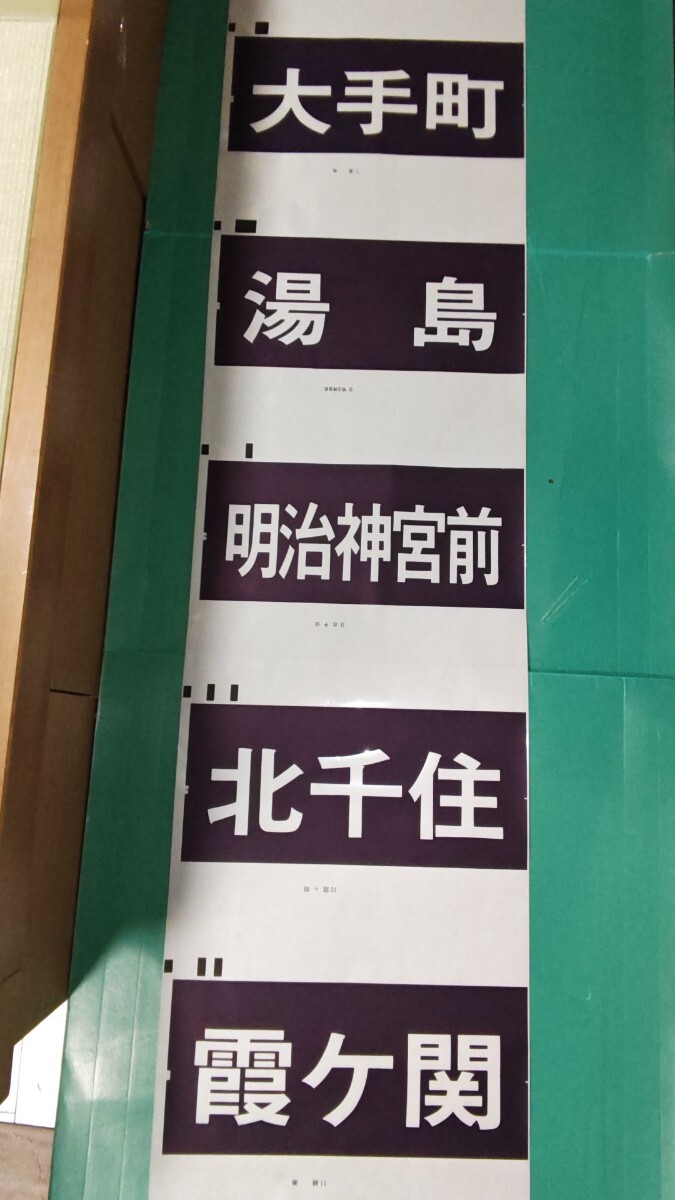 大手町
湯島
明治神宮前
北千住
霞ケ関